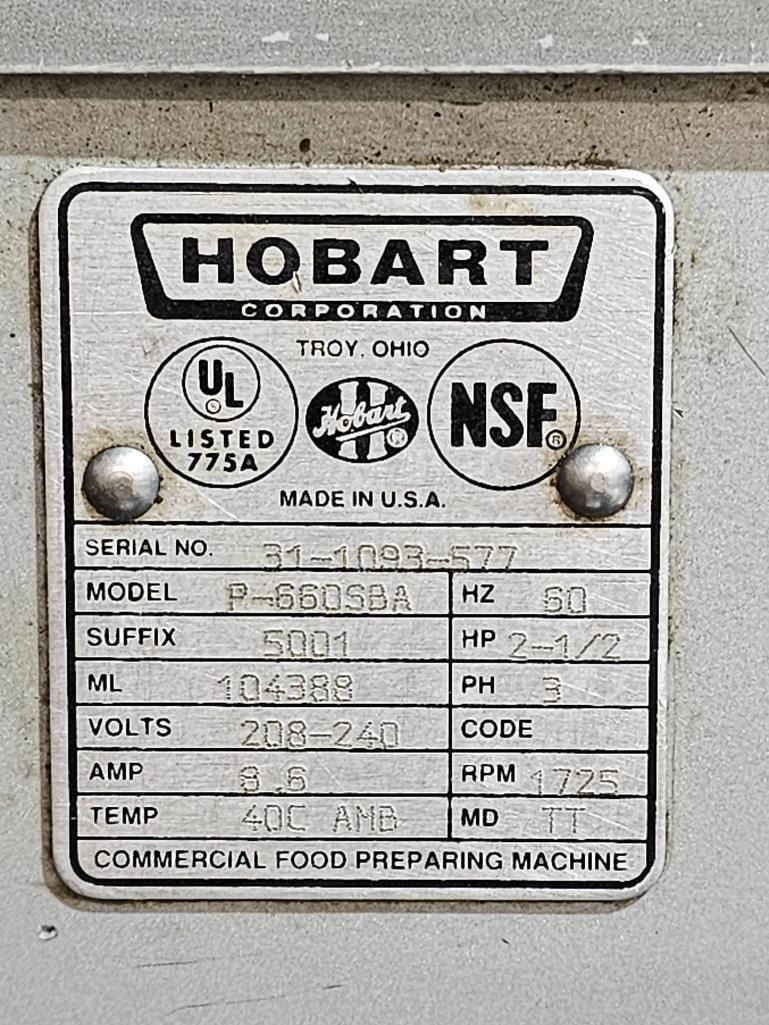 HOBART
CORPORATION
TROY, OHIO
UL ®
LISTED
775A
Hobart ®
NSF®
MADE IN U.S.A.
SERIAL NO. 31-1093-577
MODEL P-660SBA HZ 60
SUFFIX 5001 HP 2-1/2
ML 104388 PH 3
VOLTS 208-240 CODE
AMP 8.6 RPM 1725
TEMP 40C AMB MD TT
COMMERCIAL FOOD PREPARING MACHINE